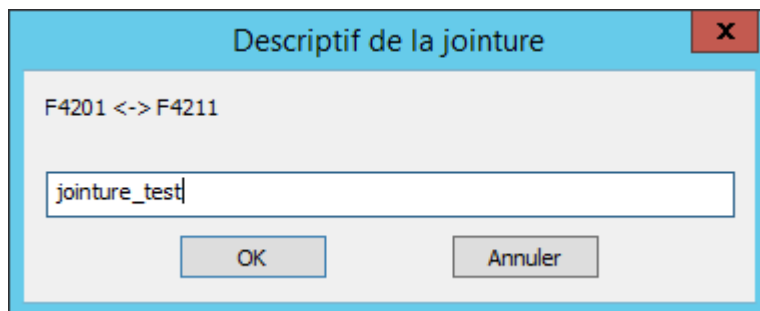 Descriptif de la jointure
x
F4201 <-> F4211
jointure_test
OK Annuler